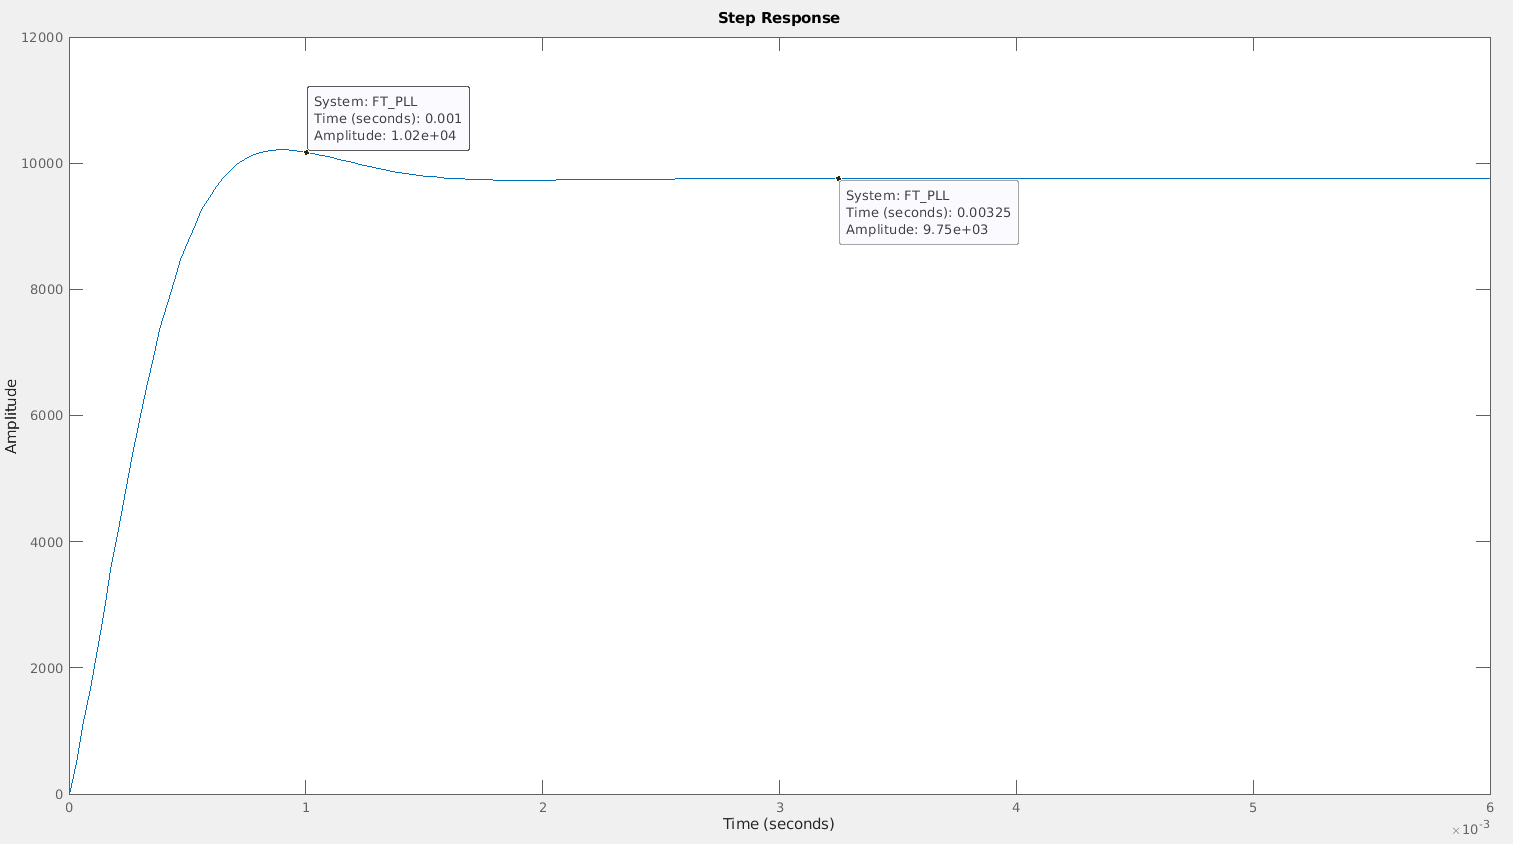 Step Response
12000
10000
8000
6000
4000
2000
0
Amplitude
System: FT_PLL
Time (seconds): 0.001
Amplitude: 1.02e+04
System: FT_PLL
Time (seconds): 0.00325
Amplitude: 9.75e+03
0 1 2 3 4 5 6
Time (seconds)
×10⁻³